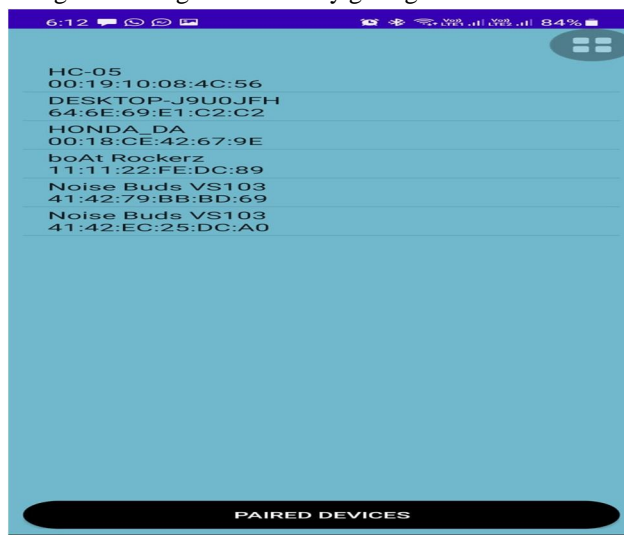 6:12
84%
HC-05
00:19:10:08:4C:56
DESKTOP-J9U0JFH
64:6E:69:E1:C2:C2
HONDA_DA
00:18:CE:42:67:9E
boAt Rockerz
11:11:22:FE:DC:89
Noise Buds VS103
41:42:79:BB:BD:69
Noise Buds VS103
41:42:EC:25:DC:A0
PAIRED DEVICES